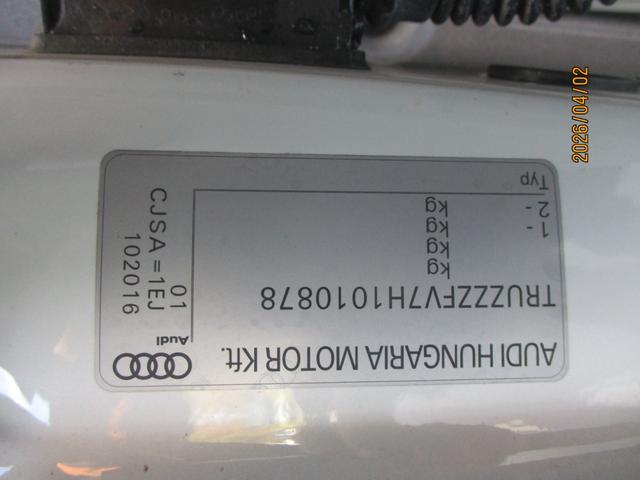 AUDI HUNGARIA MOTOR Kft.
TRUZZZFV7H1010878
kg
kg
1 - kg
2 - kg
Typ
Audi
01
CJSA =1EJ
102016
2026/04/02